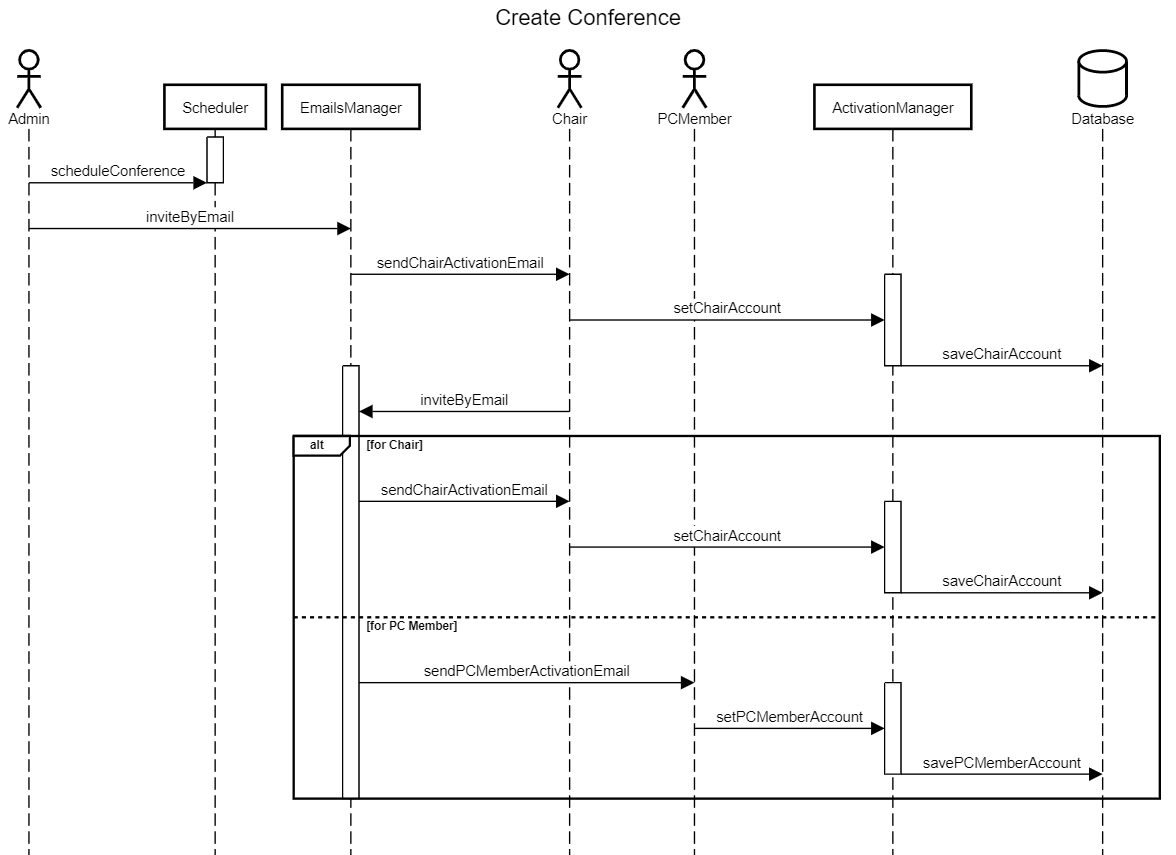 Create Conference
Admin
Scheduler
EmailsManager
Chair
PCMember
ActivationManager
Database
scheduleConference
inviteByEmail
sendChairActivationEmail
setChairAccount
saveChairAccount
inviteByEmail
alt
[for Chair]
sendChairActivationEmail
setChairAccount
saveChairAccount
[for PC Member]
sendPCMemberActivationEmail
setPCMemberAccount
savePCMemberAccount